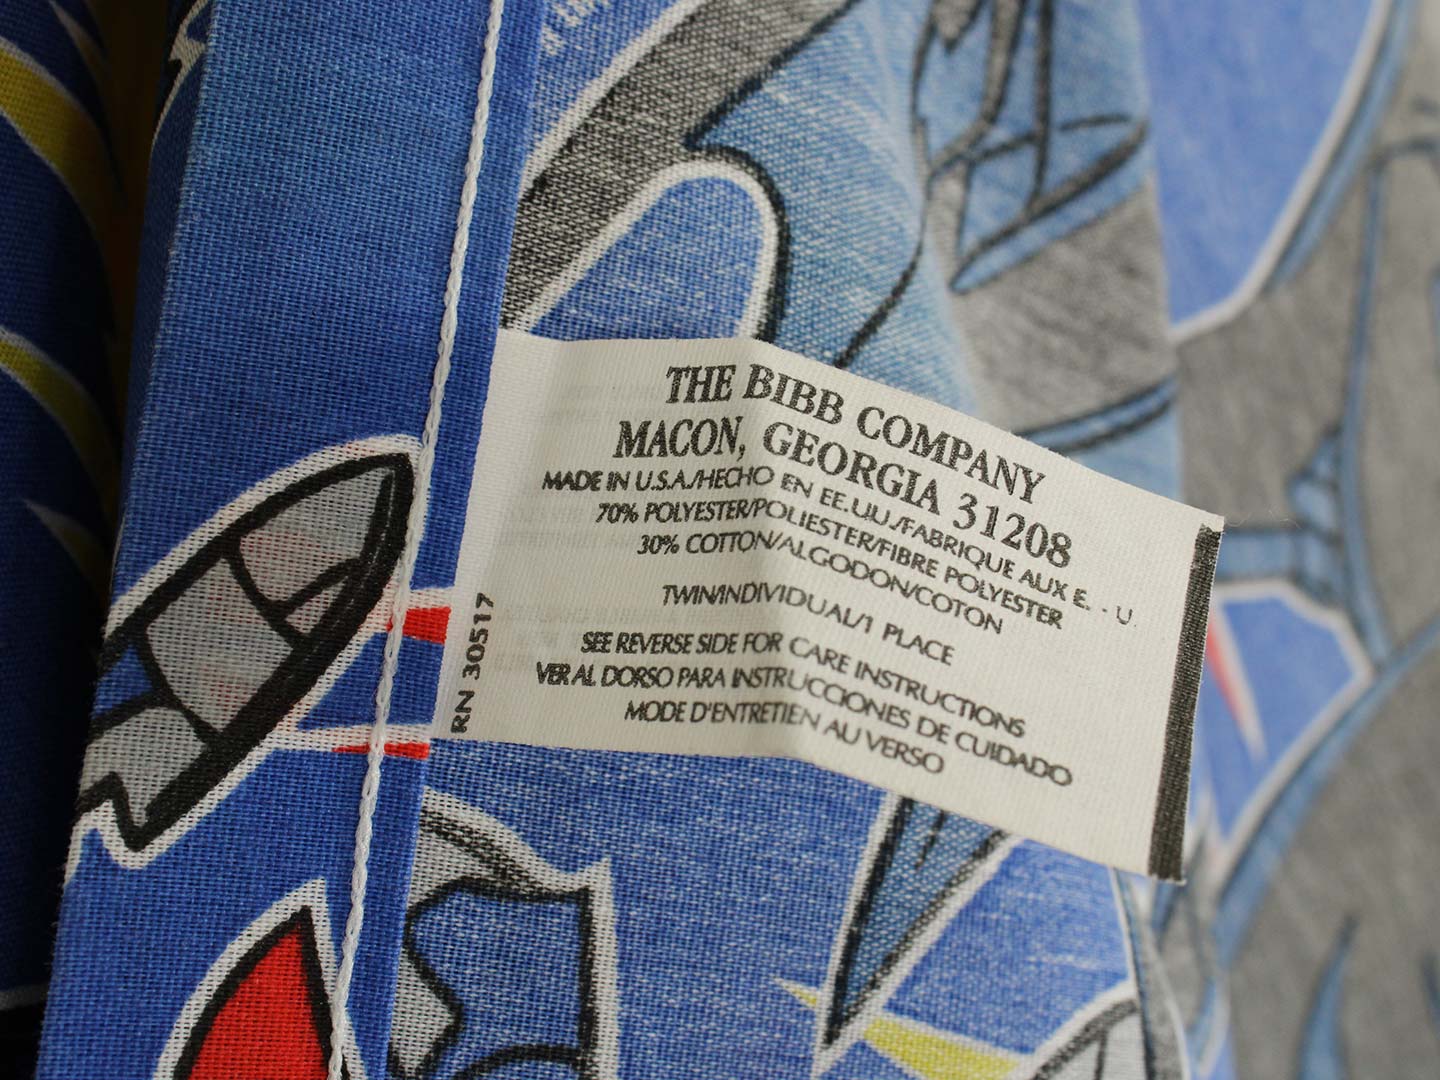 THE BIBB COMPANY
MACON, GEORGIA 31208
MADE IN U.S.A./HECHO EN EE.UU./FABRIQUE AUX E. - U.
70% POLYESTER/POLIESTER/FIBRE POLYESTER
30% COTTON/ALGODON/COTON
TWIN/INDIVIDUAL/1 PLACE
SEE REVERSE SIDE FOR CARE INSTRUCTIONS
VER AL DORSO PARA INSTRUCCIONES DE CUIDADO
MODE D'ENTRETIEN AU VERSO
RN 30517